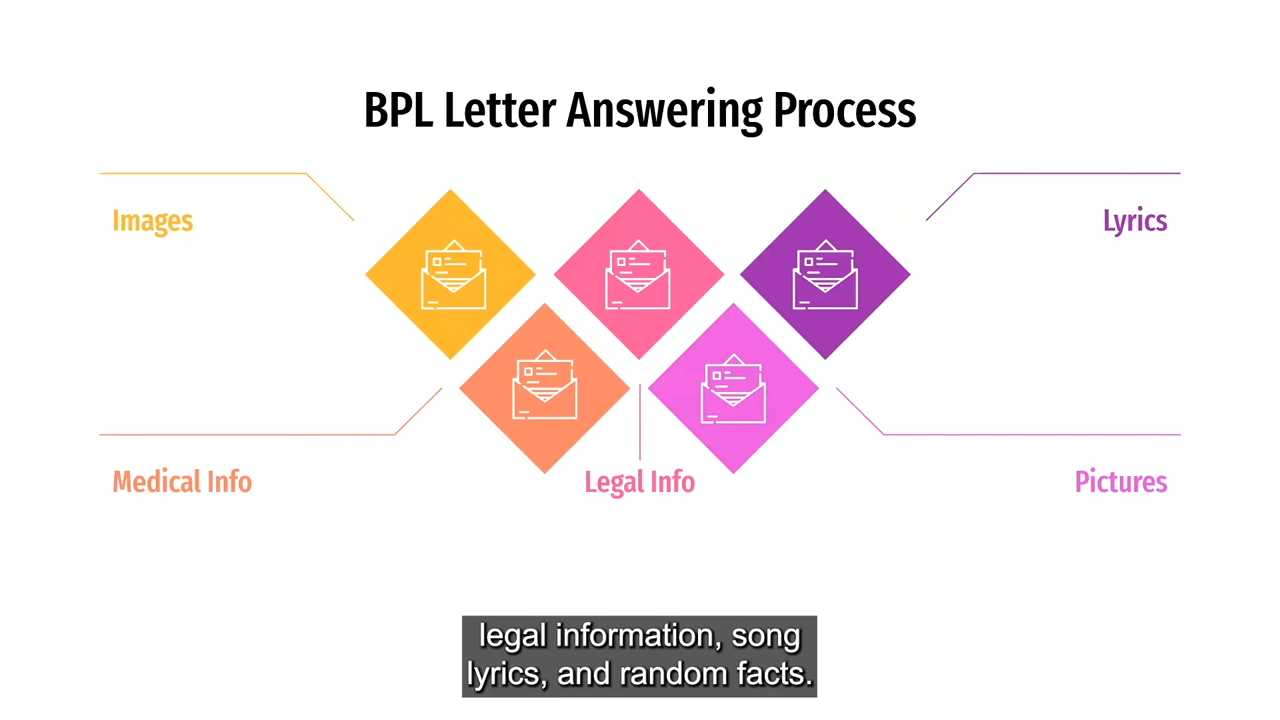 BPL Letter Answering Process
Images
Lyrics
Medical Info
Legal Info
Pictures
legal information, song
lyrics, and random facts.